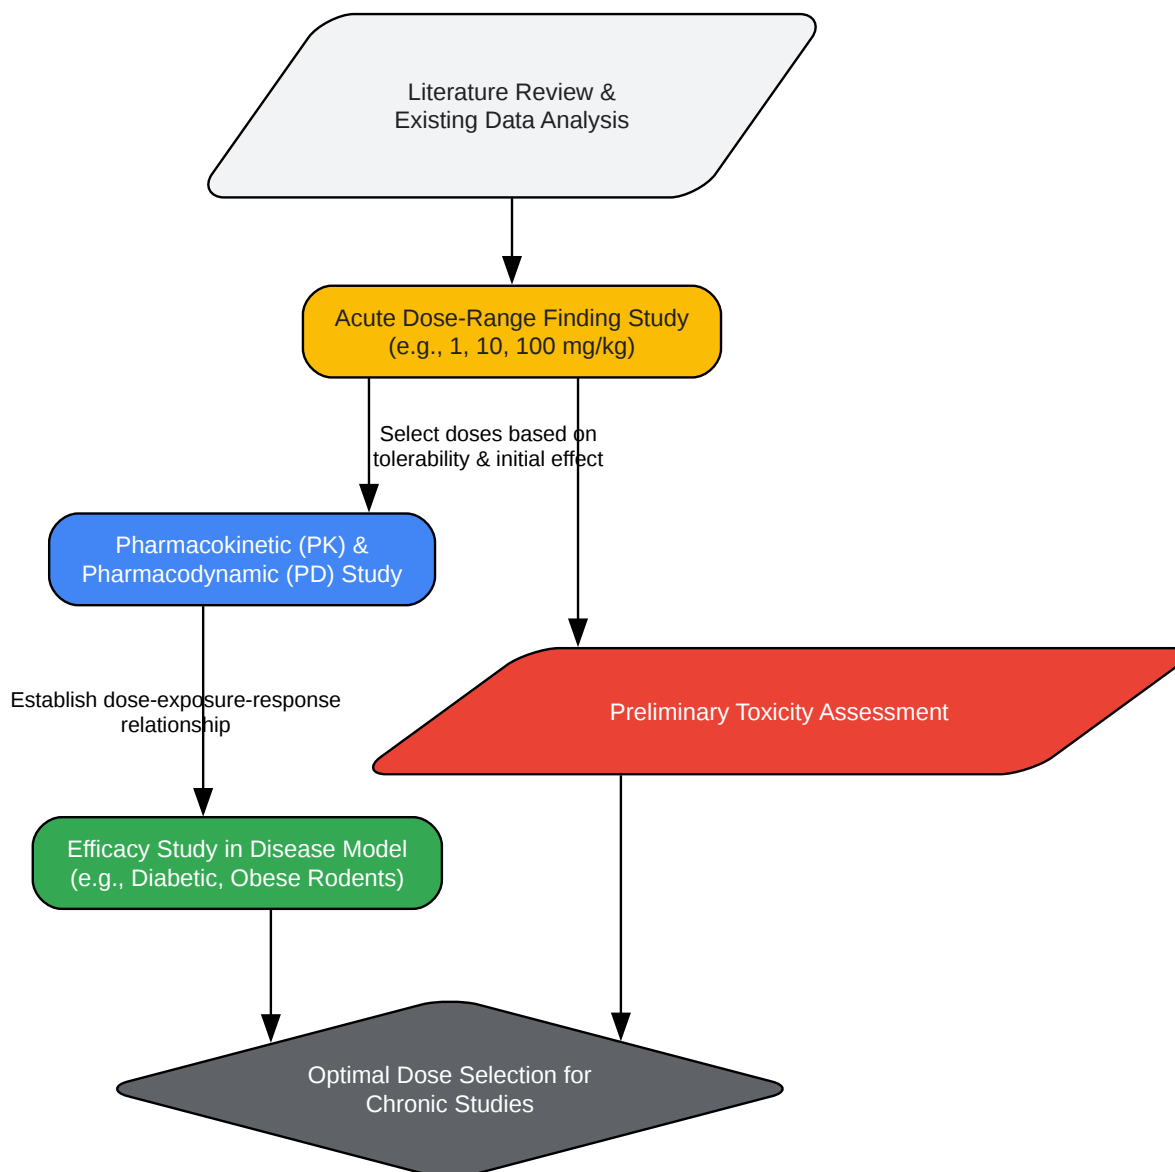 Literature Review &
Existing Data Analysis
Acute Dose-Range Finding Study
(e.g., 1, 10, 100 mg/kg)
Select doses based on
tolerability & initial effect
Pharmacokinetic (PK) &
Pharmacodynamic (PD) Study
Establish dose-exposure-response
relationship
Preliminary Toxicity Assessment
Efficacy Study in Disease Model
(e.g., Diabetic, Obese Rodents)
Optimal Dose Selection for
Chronic Studies